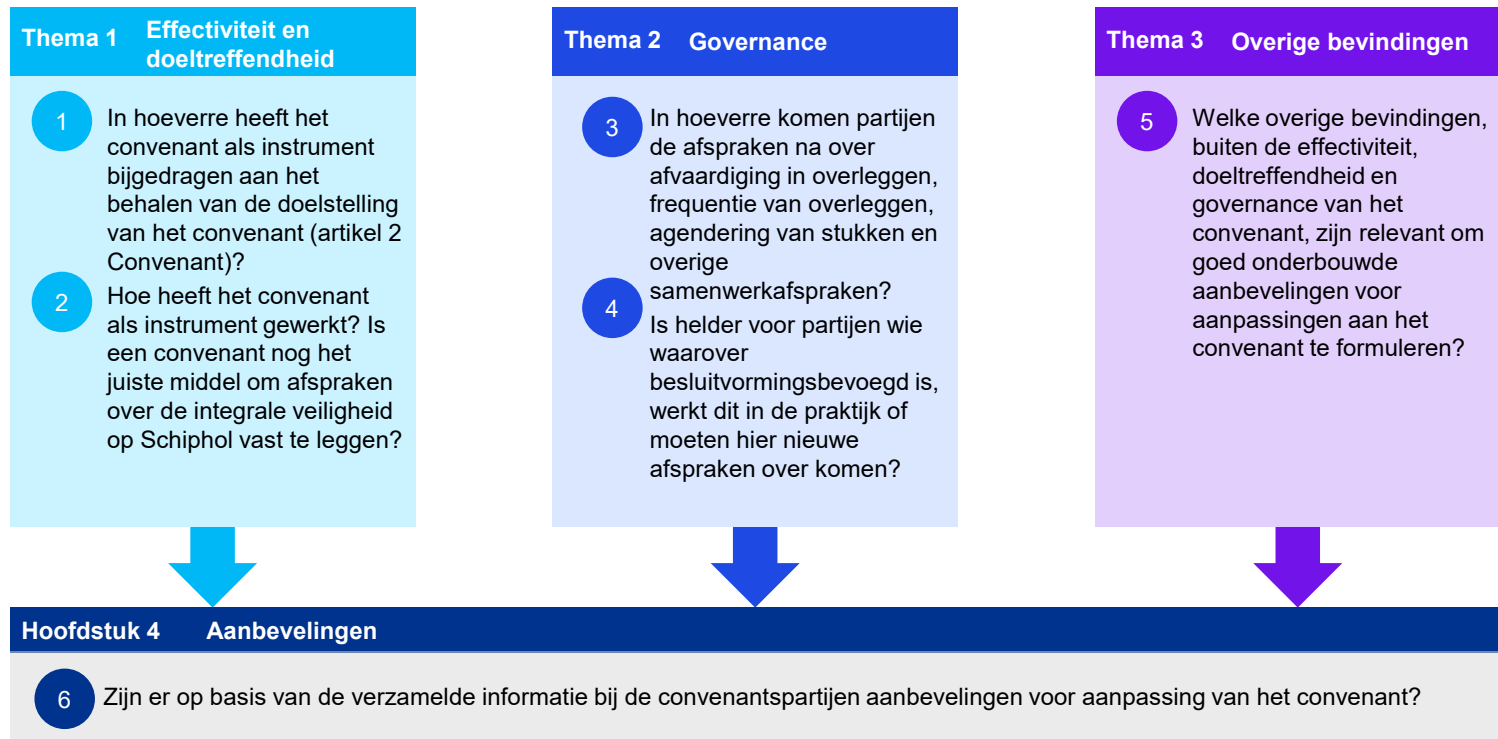 Thema 1 Effectiviteit en
doeltreffendheid
1 In hoeverre heeft het
convenant als instrument
bijgedragen aan het
behalen van de doelstelling
van het convenant (artikel 2
Convenant)?
2 Hoe heeft het convenant
als instrument gewerkt? Is
een convenant nog het
juiste middel om afspraken
over de integrale veiligheid
op Schiphol vast te leggen?
Thema 2 Governance
3 In hoeverre komen partijen
de afspraken na over
afvaardiging in overleggen,
frequentie van overleggen,
agendering van stukken en
overige
samenwerkafspraken?
4 Is helder voor partijen wie
waarover
besluitvormingsbevoegd is,
werkt dit in de praktijk of
moeten hier nieuwe
afspraken over komen?
Thema 3 Overige bevindingen
5 Welke overige bevindingen,
buiten de effectiviteit,
doeltreffendheid en
governance van het
convenant, zijn relevant om
goed onderbouwde
aanbevelingen voor
aanpassingen aan het
convenant te formuleren?
Hoofdstuk 4 Aanbevelingen
6 Zijn er op basis van de verzamelde informatie bij de convenantspartijen aanbevelingen voor aanpassing van het convenant?